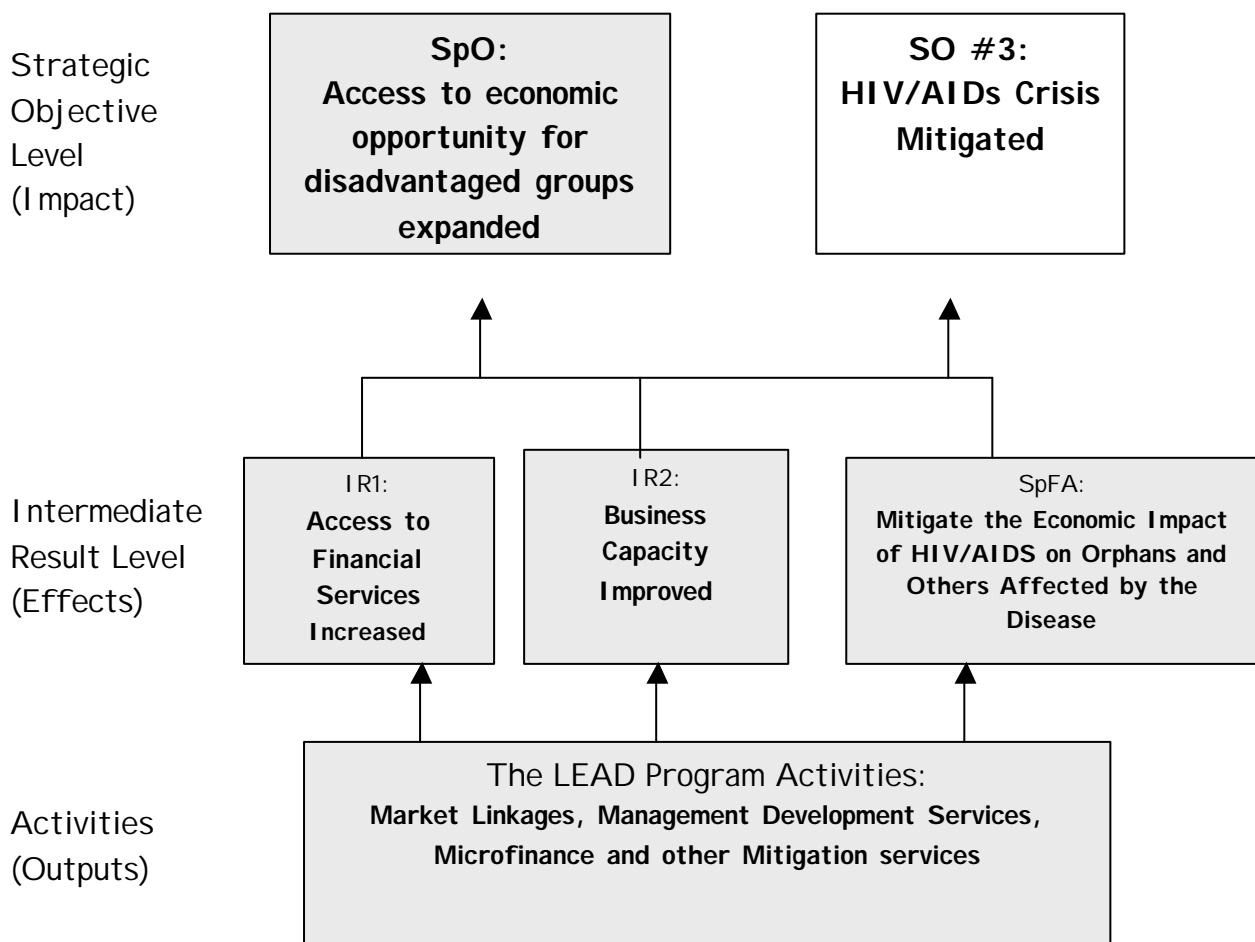 Strategic
Objective
Level
(Impact)
SpO:
Access to economic
opportunity for
disadvantaged groups
expanded
SO #3:
HIV/AIDs Crisis
Mitigated
Intermediate
Result Level
(Effects)
IR1:
Access to
Financial
Services
Increased
IR2:
Business
Capacity
Improved
SpFA:
Mitigate the Economic Impact
of HIV/AIDS on Orphans and
Others Affected by the
Disease
Activities
(Outputs)
The LEAD Program Activities:
Market Linkages, Management Development Services,
Microfinance and other Mitigation services